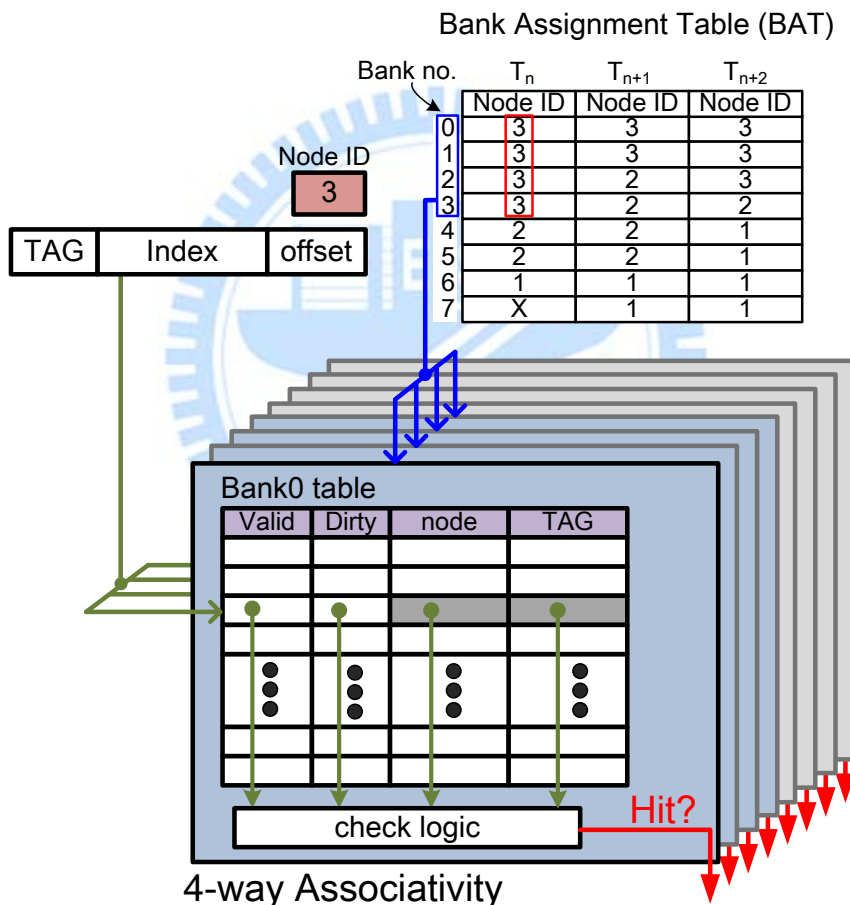 Bank Assignment Table (BAT)
Bank no. Tn Tn+1 Tn+2
Node ID Node ID Node ID
0 3 3 3
1 3 3 3
2 3 2 3
3 3 2 2
4 2 2 1
5 2 2 1
6 1 1 1
7 X 1 1
Node ID
3
TAG Index offset
Bank0 table
Valid Dirty node TAG
check logic
Hit?
4-way Associativity